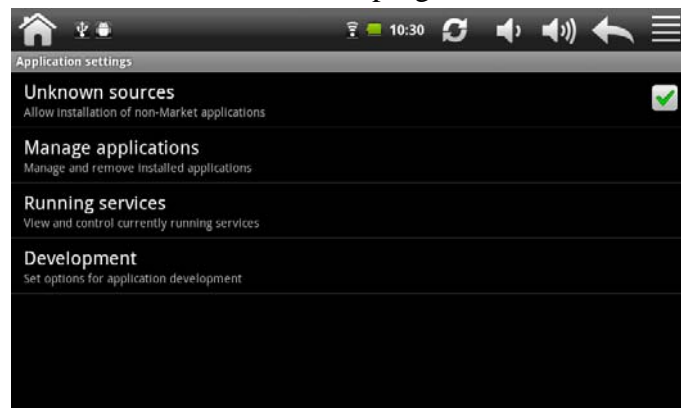 10:30
Application settings
Unknown sources
Allow installation of non-Market applications
Manage applications
Manage and remove installed applications
Running services
View and control currently running services
Development
Set options for application development